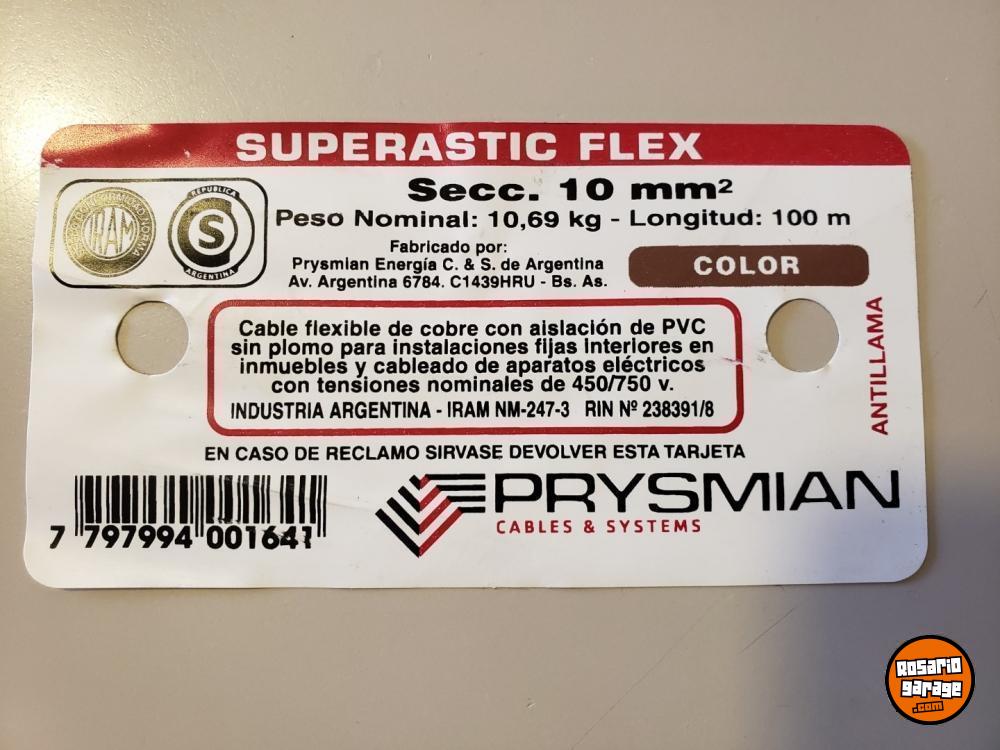 SUPERASTIC FLEX
Secc. 10 mm²
Peso Nominal: 10,69 kg - Longitud: 100 m
IRAM
REPUBLICA
S
ARGENTINA
Fabricado por:
Prysmian Energía C. & S. de Argentina
Av. Argentina 6784. C1439HRU - Bs. As.
COLOR
Cable flexible de cobre con aislación de PVC
sin plomo para instalaciones fijas interiores en
inmuebles y cableado de aparatos eléctricos
con tensiones nominales de 450/750 v.
INDUSTRIA ARGENTINA - IRAM NM-247-3 RIN Nº 238391/8
ANTILLAMA
EN CASO DE RECLAMO SIRVASE DEVOLVER ESTA TARJETA
7 797994 001641
PRYSMIAN
CABLES & SYSTEMS
Rosario
garage
.com